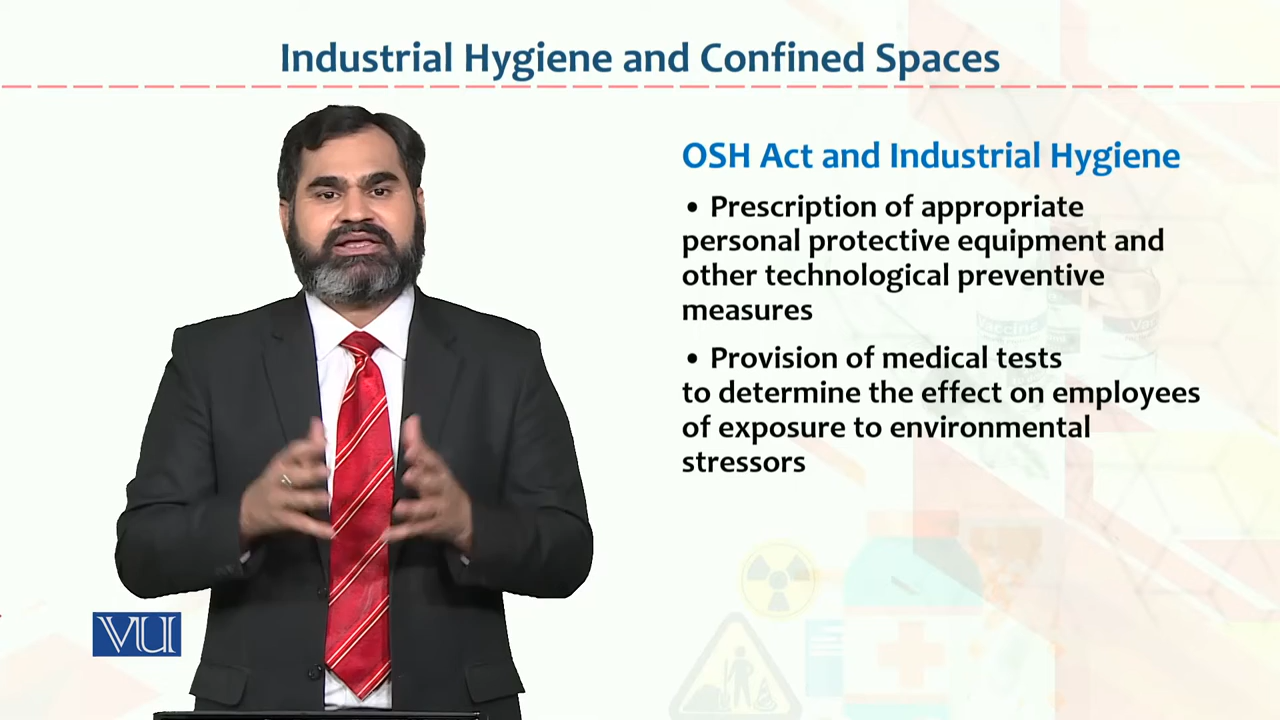 Industrial Hygiene and Confined Spaces
OSH Act and Industrial Hygiene
• Prescription of appropriate
personal protective equipment and
other technological preventive
measures
• Provision of medical tests
to determine the effect on employees
of exposure to environmental
stressors
Vaccine
VU